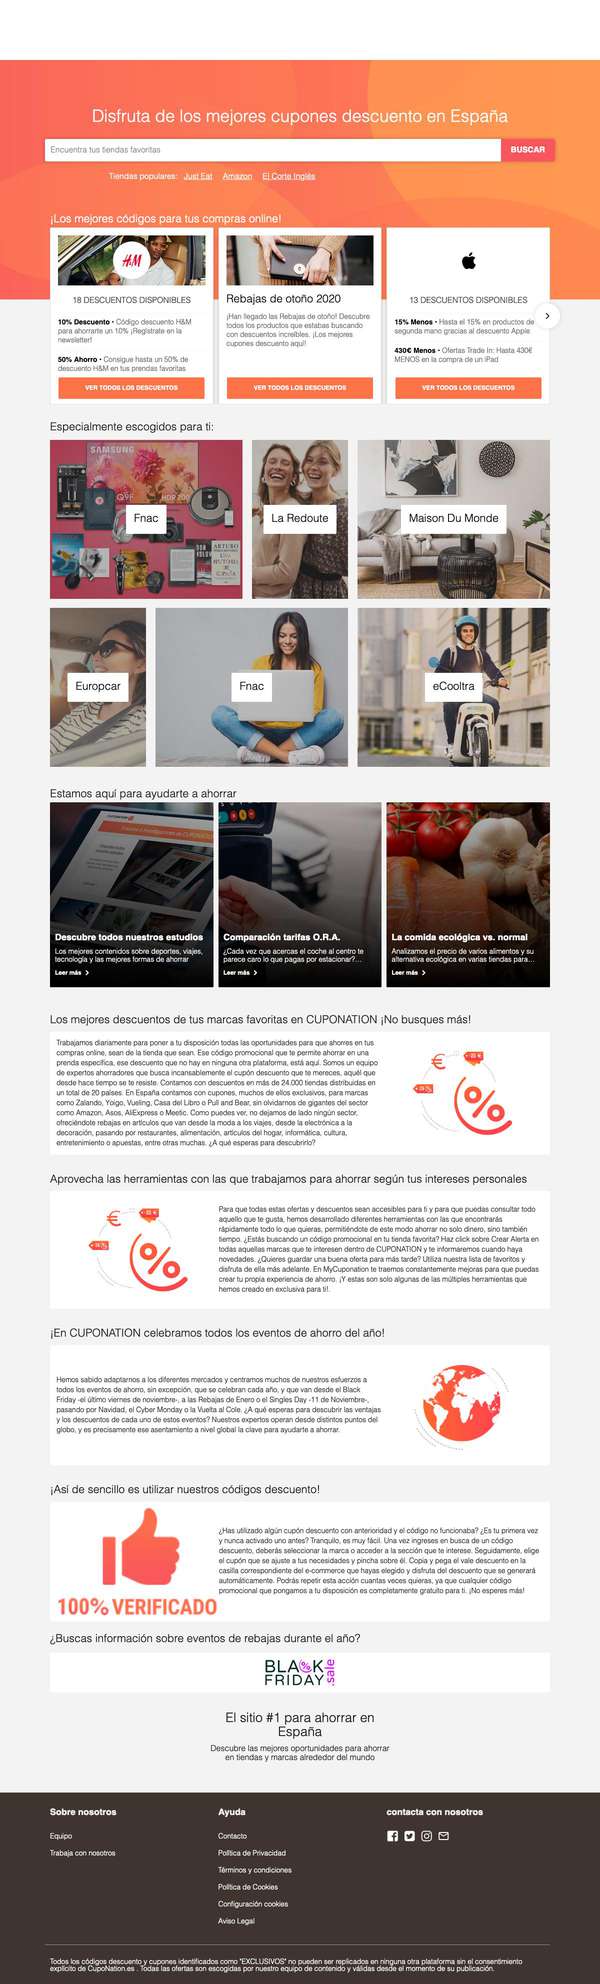 Disfruta de los mejores cupones descuento en España
Encuentra tus tiendas favoritas
BUSCAR
Tiendas populares: Just Eat Amazon El Corte Inglés
¡Los mejores códigos para tus compras online!
H&M
18 DESCUENTOS DISPONIBLES
10% Descuento • Código descuento H&M
para ahorrarte un 10% ¡Regístrate en la
newsletter!
50% Ahorro • Consigue hasta un 50% de
descuento H&M en tus prendas favoritas
VER TODOS LOS DESCUENTOS
Rebajas de otoño 2020
¡Han llegado las Rebajas de otoño! Descubre
todos los productos que estabas buscando
con descuentos increíbles. ¡Los mejores
cupones descuento aquí!
VER TODOS LOS DESCUENTOS
13 DESCUENTOS DISPONIBLES
15% Menos • Hasta el 15% en productos de
segunda mano gracias al descuento Apple
430€ Menos • Ofertas Trade In: Hasta 430€
MENOS en la compra de un iPad
VER TODOS LOS DESCUENTOS
Especialmente escogidos para ti:
SAMSUNG
Fnac
La Redoute
Maison Du Monde
Europcar
Fnac
eCooltra
Estamos aquí para ayudarte a ahorrar
Descubre todos nuestros estudios
Los mejores contenidos sobre deportes, viajes,
tecnología y las mejores formas de ahorrar
Leer más
Comparación tarifas O.R.A.
¿Cada vez que acercas el coche al centro te
parece caro lo que pagas por estacionar?...
Leer más
La comida ecológica vs. normal
Analizamos el precio de varios alimentos y su
alternativa ecológica en varias tiendas para...
Leer más
Los mejores descuentos de tus marcas favoritas en CUPONATION ¡No busques más!
Trabajamos diariamente para poner a tu disposición todas las oportunidades para que ahorres en tus
compras online, sean de la tienda que sean. Ese código promocional que te permite ahorrar en una
prenda específica, ese descuento que no hay en ninguna otra plataforma, está aquí. Somos un equipo
de expertos ahorradores que busca incansablemente el cupón descuento que te mereces, aquél que
desde hace tiempo se te resiste. Contamos con descuentos en más de 24.000 tiendas distribuidas en
un total de 20 países. En España contamos con cupones, muchos de ellos exclusivos, para marcas
como Zalando, Yoigo, Vueling, Casa del Libro o Pull and Bear, sin olvidarnos de gigantes del sector
como Amazon, Asos, AliExpress o Meetic. Como puedes ver, no dejamos de lado ningún sector,
ofreciéndote rebajas en artículos que van desde la moda a los viajes, desde la electrónica a la
decoración, pasando por restaurantes, alimentación, artículos del hogar, informática, cultura,
entretenimiento o apuestas, entre otras muchas. ¿A qué esperas para descubrirlo?
Aprovecha las herramientas con las que trabajamos para ahorrar según tus intereses personales
Para que todas estas ofertas y descuentos sean accesibles para ti y para que puedas consultar todo
aquello que te gusta, hemos desarrollado diferentes herramientas con las que encontrarás
rápidamente todo lo que quieras, permitiéndote de este modo ahorrar no solo dinero, sino también
tiempo. ¿Estás buscando un código promocional en tu tienda favorita? Haz click sobre Crear Alerta en
todas aquellas marcas que te interesen dentro de CUPONATION y te informaremos cuando haya
novedades. ¿Quieres guardar una buena oferta para más tarde? Utiliza nuestra lista de favoritos y
disfruta de ella más adelante. En MyCuponation te traemos constantemente mejoras para que puedas
crear tu propia experiencia de ahorro. ¡Y estas son solo algunas de las múltiples herramientas que
hemos creado en exclusiva para ti!.
¡En CUPONATION celebramos todos los eventos de ahorro del año!
Hemos sabido adaptarnos a los diferentes mercados y centramos muchos de nuestros esfuerzos a
todos los eventos de ahorro, sin excepción, que se celebran cada año, y que van desde el Black
Friday -el último viernes de noviembre-, a las Rebajas de Enero o el Singles Day -11 de Noviembre-,
pasando por Navidad, el Cyber Monday o la Vuelta al Cole. ¿A qué esperas para descubrir las ventajas
y los descuentos de cada uno de estos eventos? Nuestros expertos operan desde distintos puntos del
globo, y es precisamente ese asentamiento a nivel global la clave para ayudarte a ahorrar.
¡Así de sencillo es utilizar nuestros códigos descuento!
100% VERIFICADO
¿Has utilizado algún cupón descuento con anterioridad y el código no funcionaba? ¿Es tu primera vez
y nunca activado uno antes? Tranquilo, es muy fácil. Una vez ingreses en busca de un código
descuento, deberás seleccionar la marca o acceder a la sección que te interese. Seguidamente, elige
el cupón que se ajuste a tus necesidades y pincha sobre él. Copia y pega el vale descuento en la
casilla correspondiente del e-commerce que hayas elegido y disfruta del descuento que se generará
automáticamente. Podrás repetir esta acción cuantas veces quieras, ya que cualquier código
promocional que pongamos a tu disposición es completamente gratuito para ti. ¡No esperes más!
¿Buscas información sobre eventos de rebajas durante el año?
BLACK
FRIDAY
.sale
El sitio #1 para ahorrar en
España
Descubre las mejores oportunidades para ahorrar
en tiendas y marcas alrededor del mundo
Sobre nosotros
Equipo
Trabaja con nosotros
Ayuda
Contacto
Política de Privacidad
Términos y condiciones
Política de Cookies
Configuración cookies
Aviso Legal
contacta con nosotros
Todos los códigos descuento y cupones identificados como "EXCLUSIVOS" no pueden ser replicados en ninguna otra plataforma sin el consentimiento
explícito de CupoNation.es . Todas las ofertas son escogidas por nuestro equipo de contenido y válidas desde el momento de su publicación.